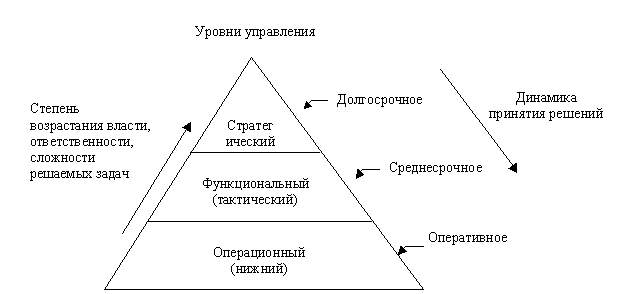 Уровни управления
Степень
возрастания власти,
ответственности,
сложности
решаемых задач
Долгосрочное
Динамика
принятия решений
Стратег
ический
Среднесрочное
Функциональный
(тактический)
Оперативное
Операционный
(нижний)